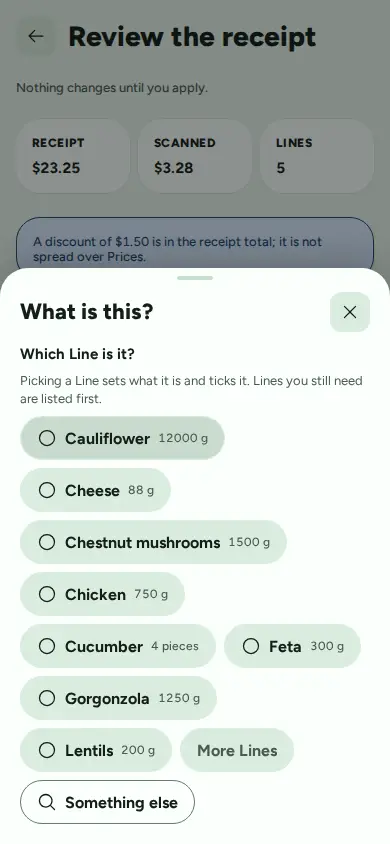 Review the receipt
Nothing changes until you apply.
RECEIPT
$23.25
SCANNED
$3.28
LINES
5
A discount of $1.50 is in the receipt total; it is not
spread over Prices.
What is this?
Which Line is it?
Picking a Line sets what it is and ticks it. Lines you still need
are listed first.
Cauliflower 12000 g
Cheese 88 g
Chestnut mushrooms 1500 g
Chicken 750 g
Cucumber 4 pieces
Feta 300 g
Gorgonzola 1250 g
Lentils 200 g
More Lines
Something else